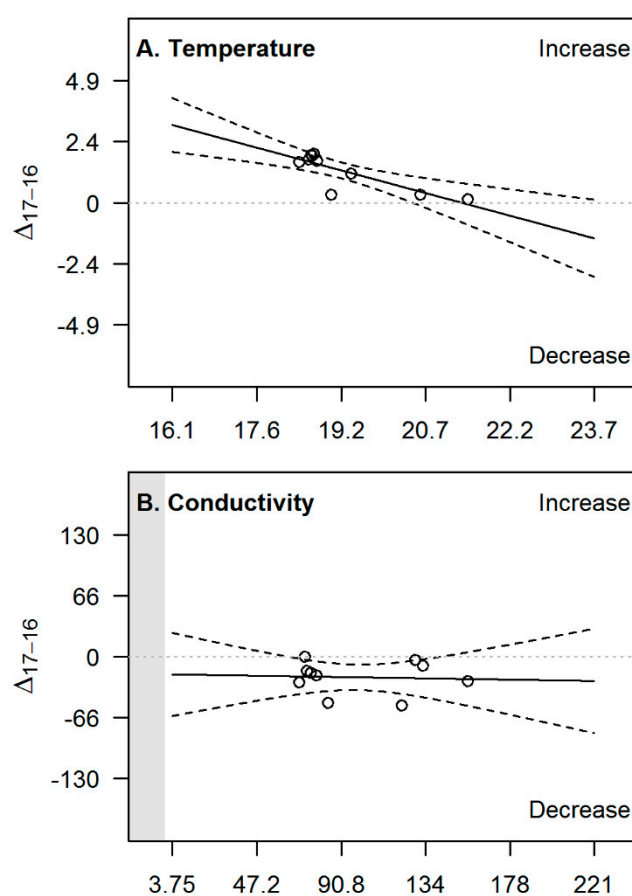 A. Temperature Increase
4.9
2.4
0
-2.4
-4.9
Δ17−16
Decrease
16.1 17.6 19.2 20.7 22.2 23.7
B. Conductivity Increase
130
66
0
-66
-130
Δ17−16
Decrease
3.75 47.2 90.8 134 178 221